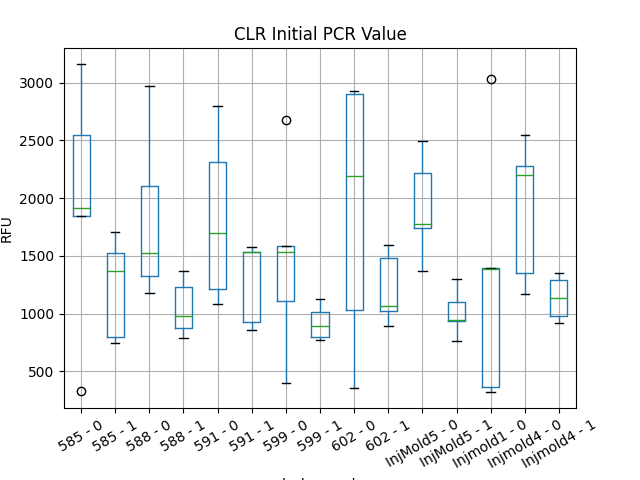 CLR Initial PCR Value
3000
2500
2000
1500
1000
500
RFU
585 - 0
585 - 1
588 - 0
588 - 1
591 - 0
591 - 1
599 - 0
599 - 1
602 - 0
602 - 1
InjMold5 - 0
InjMold5 - 1
Injmold1 - 0
Injmold4 - 0
Injmold4 - 1